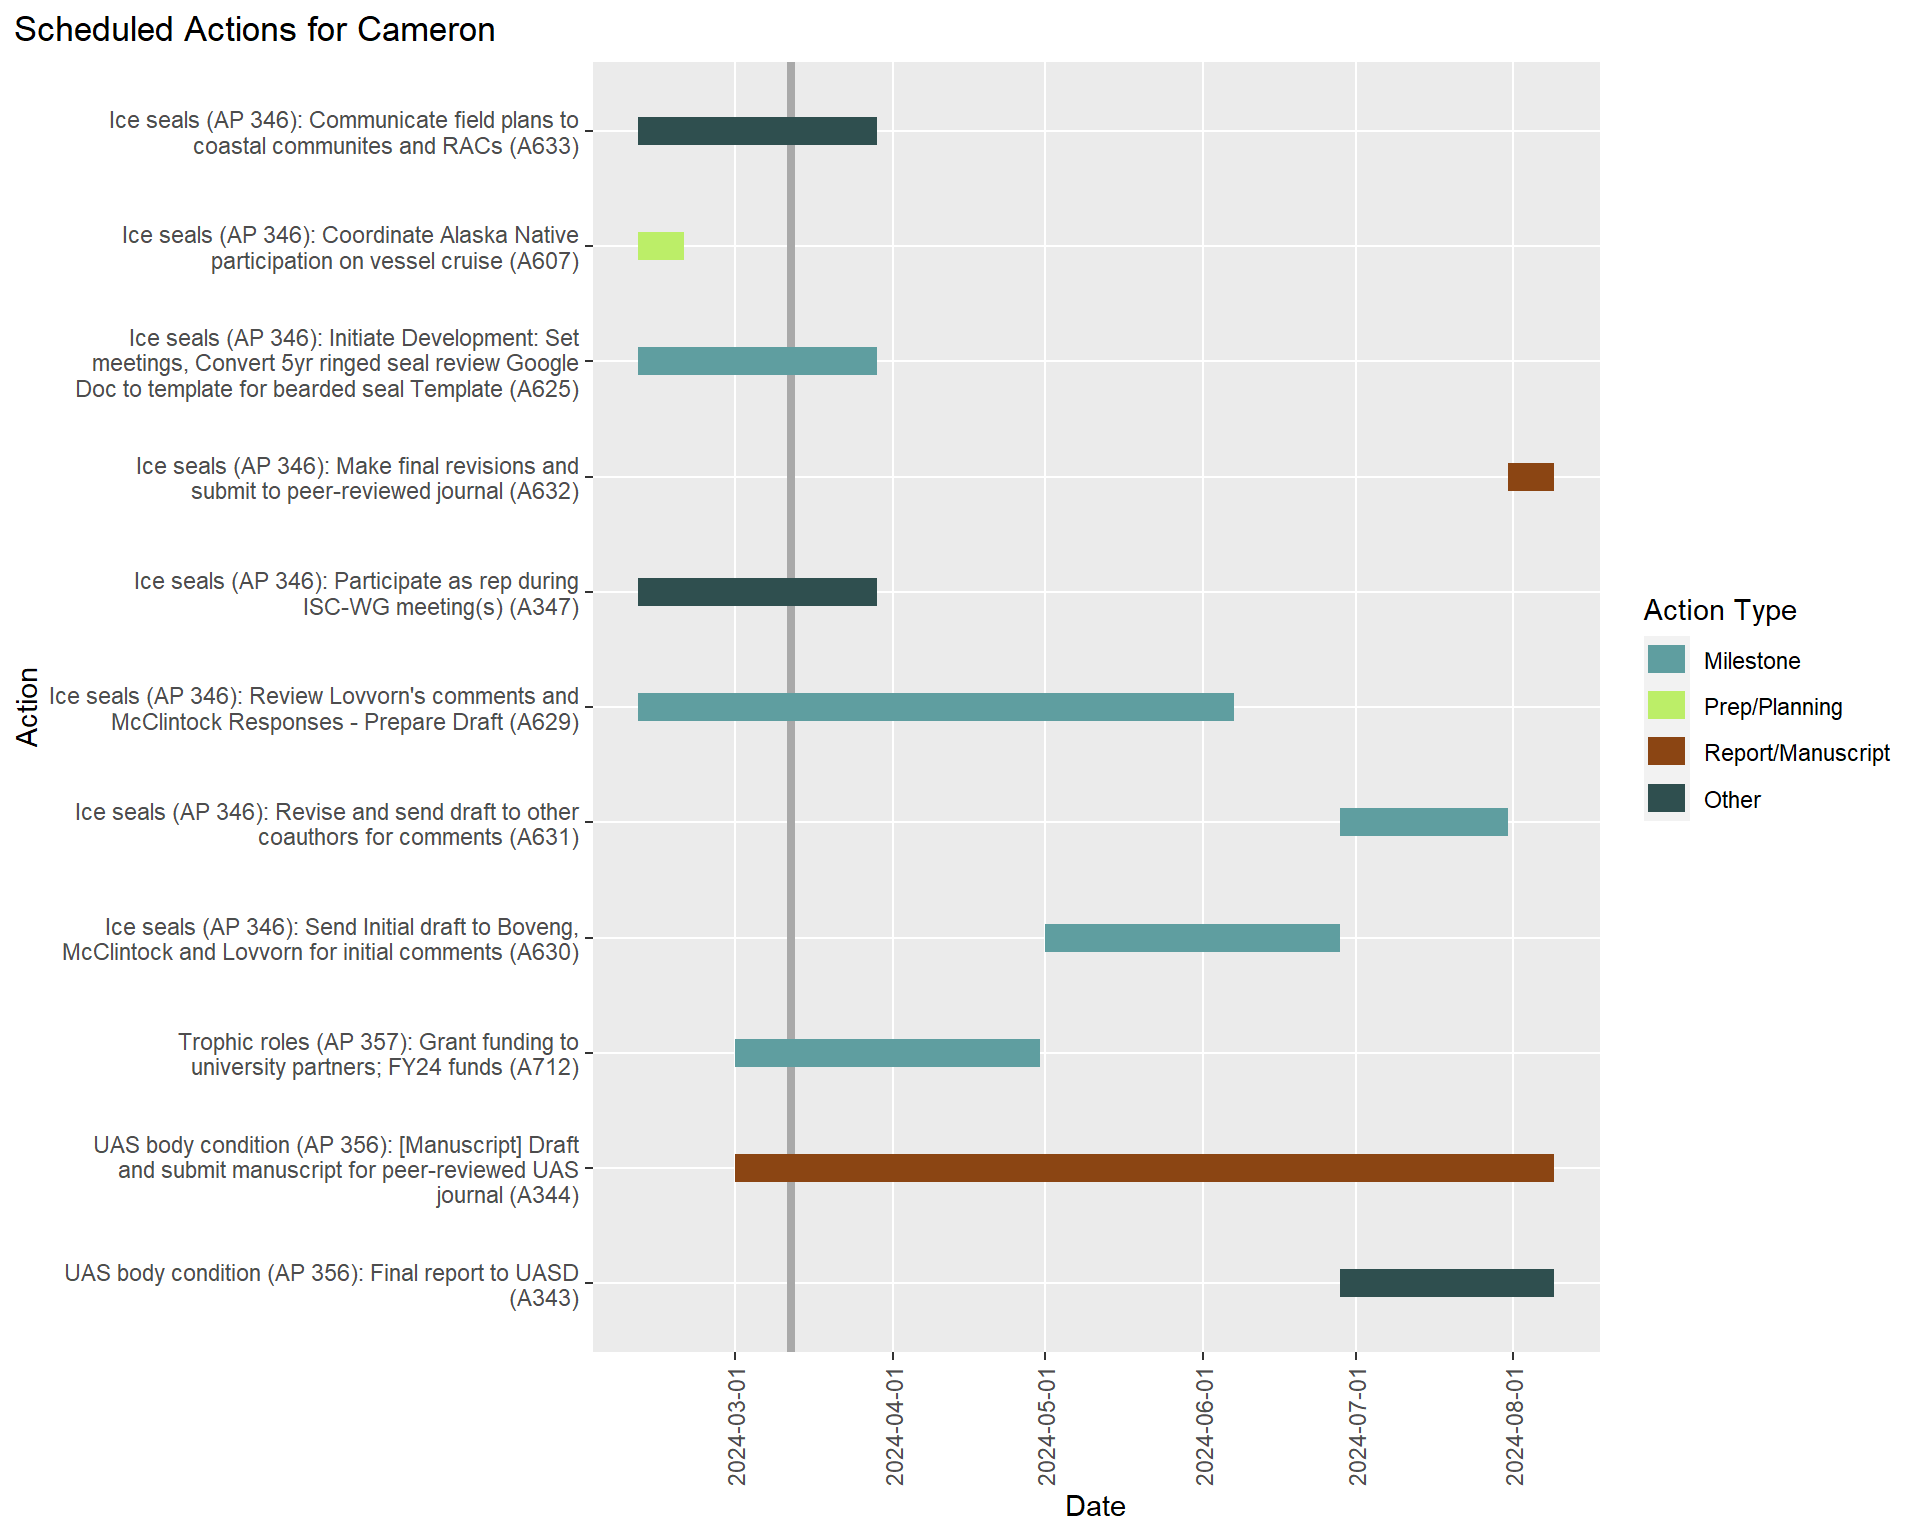 Scheduled Actions for Cameron
Ice seals (AP 346): Communicate field plans to
coastal communites and RACs (A633)
Ice seals (AP 346): Coordinate Alaska Native
participation on vessel cruise (A607)
Ice seals (AP 346): Initiate Development: Set
meetings, Convert 5yr ringed seal review Google
Doc to template for bearded seal Template (A625)
Ice seals (AP 346): Make final revisions and
submit to peer-reviewed journal (A632)
Ice seals (AP 346): Participate as rep during
ISC-WG meeting(s) (A347)
Ice seals (AP 346): Review Lovvorn's comments and
McClintock Responses - Prepare Draft (A629)
Ice seals (AP 346): Revise and send draft to other
coauthors for comments (A631)
Ice seals (AP 346): Send Initial draft to Boveng,
McClintock and Lovvorn for initial comments (A630)
Trophic roles (AP 357): Grant funding to
university partners; FY24 funds (A712)
UAS body condition (AP 356): [Manuscript] Draft
and submit manuscript for peer-reviewed UAS
journal (A344)
UAS body condition (AP 356): Final report to UASD
(A343)
Action
2024-03-01
2024-04-01
2024-05-01
2024-06-01
2024-07-01
2024-08-01
Date
Action Type
Milestone
Prep/Planning
Report/Manuscript
Other